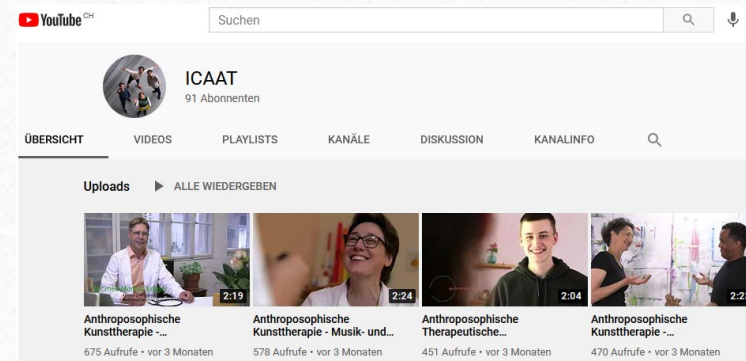 YouTube CH
Suchen
ICAAT
91 Abonnenten
ÜBERSICHT VIDEOS PLAYLISTS KANÄLE DISKUSSION KANALINFO
Uploads ALLE WIEDERGEBEN
2:19 2:24 2:04
Anthroposophische Kunsttherapie -...
675 Aufrufe • vor 3 Monaten
Anthroposophische Kunsttherapie - Musik- und...
578 Aufrufe • vor 3 Monaten
Anthroposophische Therapeutische...
451 Aufrufe • vor 3 Monaten
Anthroposophische Kunsttherapie -...
470 Aufrufe • vor 3 Monaten